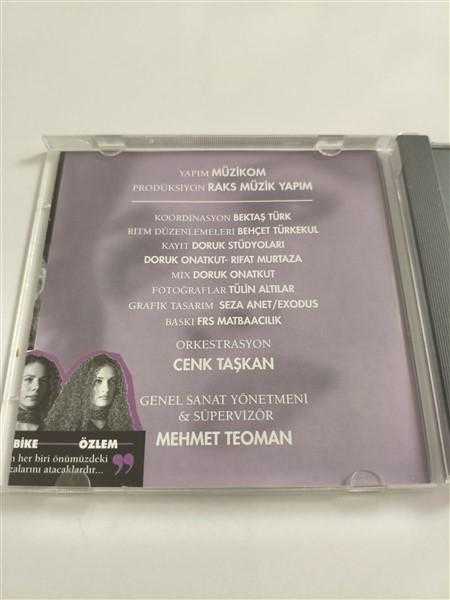 YAPIM MÜZİKOM
PRODÜKSİYON RAKS MÜZİK YAPIM
KOORDİNASYON BEKTAŞ TÜRK
RİTM DÜZENLEMELERİ BEHÇET TÜRKEKUL
KAYIT DORUK STÜDYOLARI
DORUK ONATKUT- RIFAT MURTAZA
MIX DORUK ONATKUT
FOTOĞRAFLAR TÜLİN ALTILAR
GRAFİK TASARIM SEZA ANET/EXODUS
BASKI FRS MATBAACILIK
ORKESTRASYON
CENK TAŞKAN
GENEL SANAT YÖNETMENİ
& SÜPERVİZÖR
MEHMET TEOMAN
BİKE ÖZLEM
n her biri önümüzdeki
zalarını atacaklardır... ”